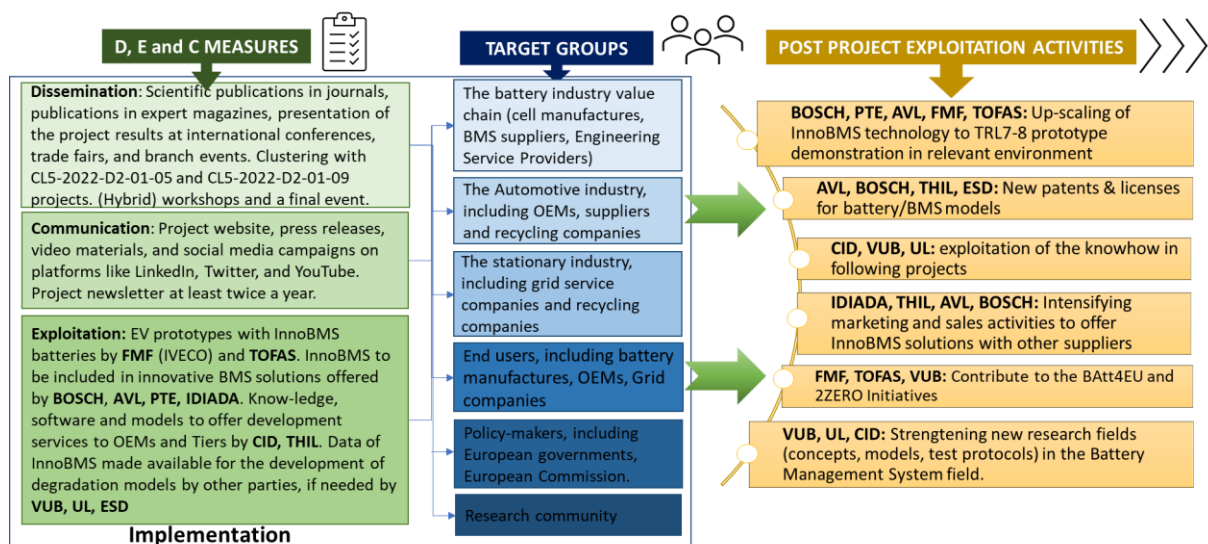 D, E and C MEASURES
Dissemination: Scientific publications in journals,
publications in expert magazines, presentation of
the project results at international conferences,
trade fairs, and branch events. Clustering with
CL5-2022-D2-01-05 and CL5-2022-D2-01-09
projects. (Hybrid) workshops and a final event.
Communication: Project website, press releases,
video materials, and social media campaigns on
platforms like LinkedIn, Twitter, and YouTube.
Project newsletter at least twice a year.
Exploitation: EV prototypes with InnoBMS
batteries by FMF (IVECO) and TOFAS. InnoBMS to
be included in innovative BMS solutions offered
by BOSCH, AVL, PTE, IDIADA. Know-ledge,
software and models to offer development
services to OEMs and Tiers by CID, THIL. Data of
InnoBMS made available for the development of
degradation models by other parties, if needed by
VUB, UL, ESD
Implementation
TARGET GROUPS
The battery industry value
chain (cell manufactures,
BMS suppliers, Engineering
Service Providers)
The Automotive industry,
including OEMs, suppliers
and recycling companies
The stationary industry,
including grid service
companies and recycling
companies
End users, including battery
manufactures, OEMs, Grid
companies
Policy-makers, including
European governments,
European Commission.
Research community
POST PROJECT EXPLOITATION ACTIVITIES
BOSCH, PTE, AVL, FMF, TOFAS: Up-scaling of
InnoBMS technology to TRL7-8 prototype
demonstration in relevant environment
AVL, BOSCH, THIL, ESD: New patents & licenses
for battery/BMS models
CID, VUB, UL: exploitation of the knowhow in
following projects
IDIADA, THIL, AVL, BOSCH: Intensifying
marketing and sales activities to offer
InnoBMS solutions with other suppliers
FMF, TOFAS, VUB: Contribute to the BAtt4EU and
2ZERO Initiatives
VUB, UL, CID: Strengtening new research fields
(concepts, models, test protocols) in the Battery
Management System field.